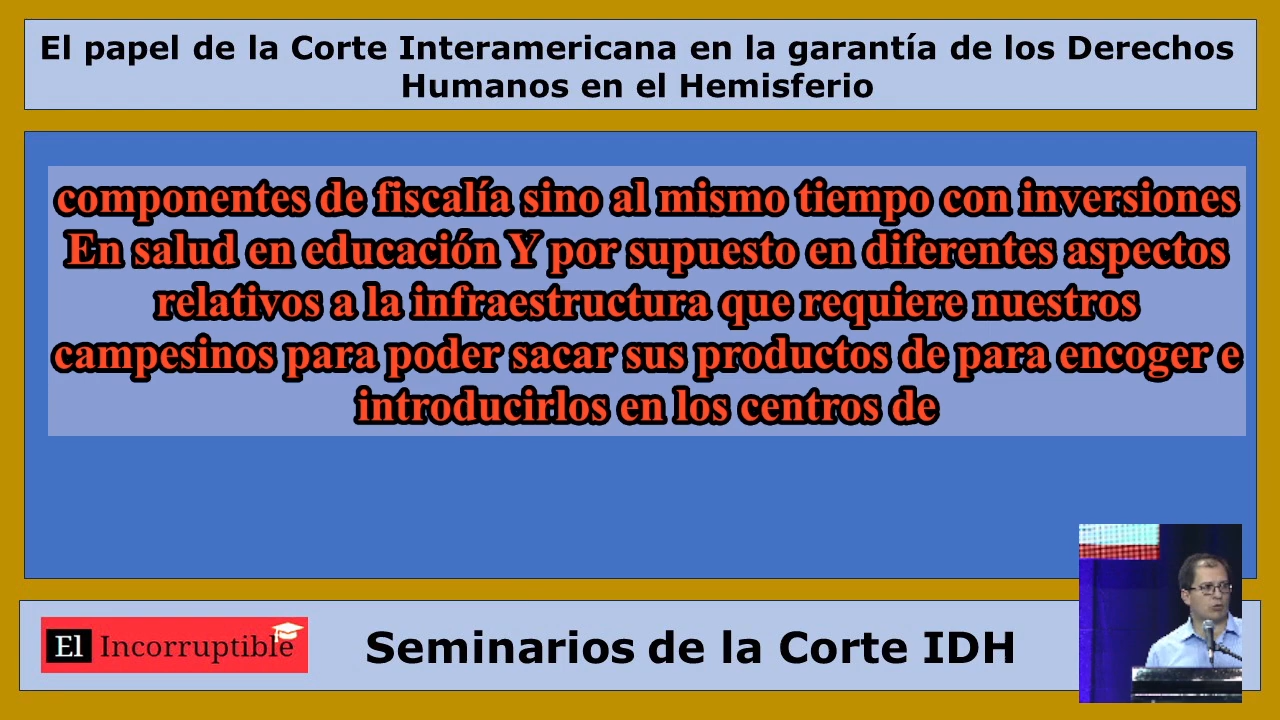 El papel de la Corte Interamericana en la garantía de los Derechos
Humanos en el Hemisferio
componentes de fiscalía sino al mismo tiempo con inversiones
En salud en educación Y por supuesto en diferentes aspectos
relativos a la infraestructura que requiere nuestros
campesinos para poder sacar sus productos de para encoger e
introducirlos en los centros de
El Incorruptible
Seminarios de la Corte IDH